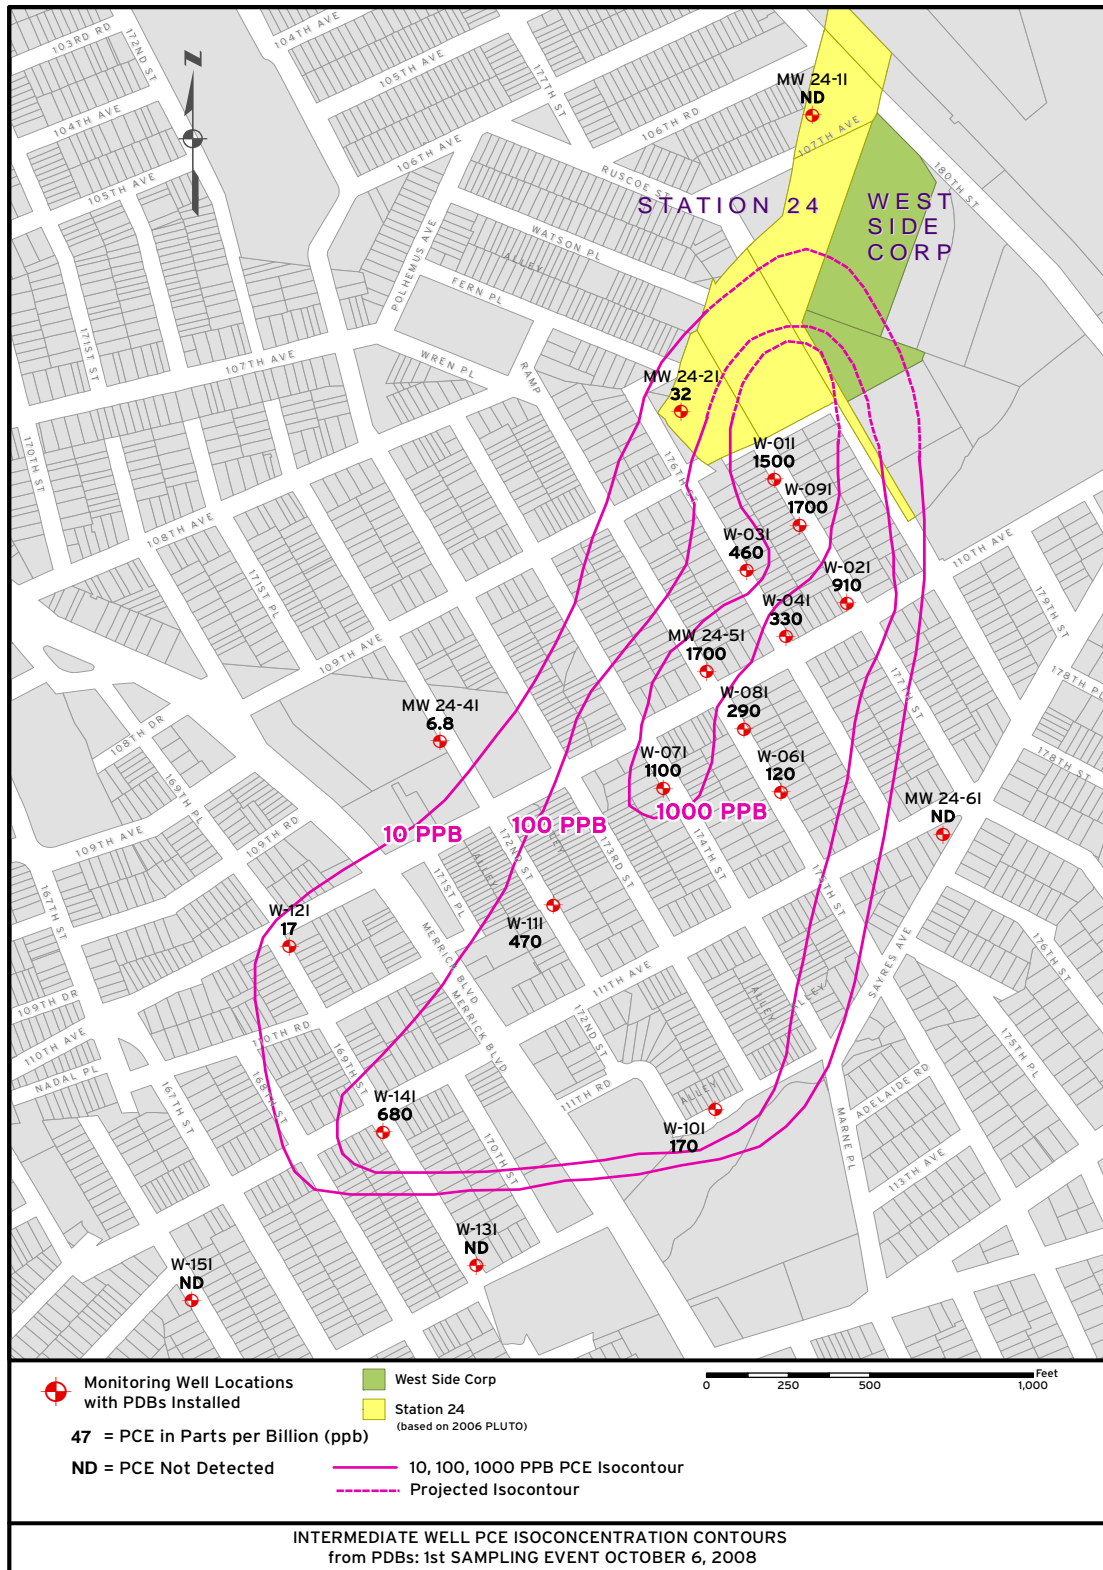 103RD RD
172ND ST
104TH AVE
105TH AVE
177TH ST
104TH AVE
105TH AVE
106TH RD
107TH AVE
MW 24-1I
ND
180TH ST
106TH AVE
RUSCOE ST
STATION 24
WEST
SIDE
CORP
N
POLHEMUS AVE
WATSON PL
ALLEY
FERN PL
171ST ST
107TH AVE
WREN PL
RAMP
MW 24-2I
32
170TH ST
108TH AVE
176TH ST
W-01I
1500
W-09I
1700
W-03I
460
W-02I
910
110TH AVE
171ST PL
109TH AVE
W-04I
330
179TH ST
MW 24-5I
1700
178TH PL
177TH ST
MW 24-4I
6.8
W-08I
290
108TH DR
178TH ST
W-07I
1100
W-06I
120
169TH PL
MW 24-6I
ND
10 PPB
100 PPB
1000 PPB
109TH AVE
109TH RD
ALLEY
172ND ST
ALLEY
173RD ST
174TH ST
175TH ST
167TH ST
171ST PL
W-12I
17
W-11I
470
MERRICK BLVD
MERRICK BLVD
SAYRES AVE
176TH ST
109TH DR
110TH AVE
110TH RD
111TH AVE
ALLEY
ALLEY
NADAL PL
169TH ST
172ND ST
175TH PL
168TH ST
167TH ST
111TH RD
ALLEY
ADELAIDE RD
W-14I
680
W-10I
170
MARNE PL
170TH ST
113TH AVE
W-13I
ND
W-15I
ND
Monitoring Well Locations
with PDBs Installed
West Side Corp
Station 24
(based on 2006 PLUTO)
0 250 500 1,000
Feet
47 = PCE in Parts per Billion (ppb)
ND = PCE Not Detected
10, 100, 1000 PPB PCE Isocontour
Projected Isocontour
INTERMEDIATE WELL PCE ISOCONCENTRATION CONTOURS
from PDBs: 1st SAMPLING EVENT OCTOBER 6, 2008